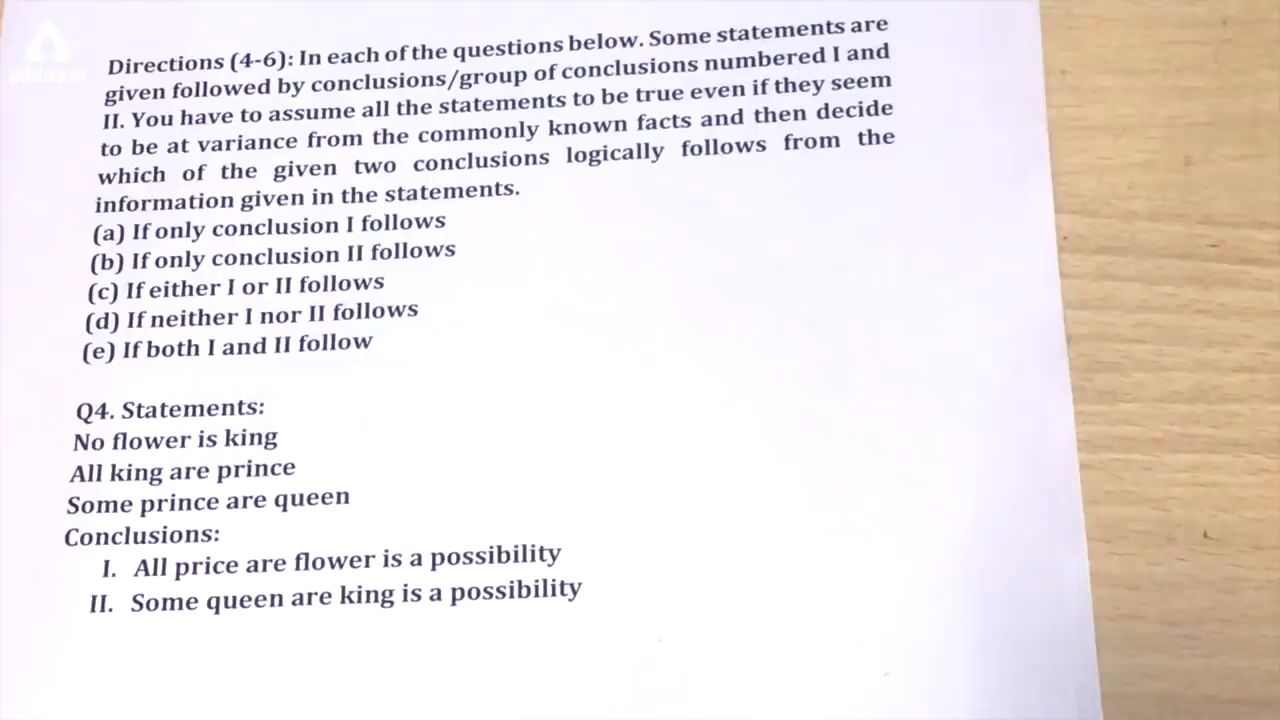 Directions (4-6): In each of the questions below. Some statements are
given followed by conclusions/group of conclusions numbered I and
II. You have to assume all the statements to be true even if they seem
to be at variance from the commonly known facts and then decide
which of the given two conclusions logically follows from the
information given in the statements.
(a) If only conclusion I follows
(b) If only conclusion II follows
(c) If either I or II follows
(d) If neither I nor II follows
(e) If both I and II follow
Q4. Statements:
No flower is king
All king are prince
Some prince are queen
Conclusions:
I. All price are flower is a possibility
II. Some queen are king is a possibility